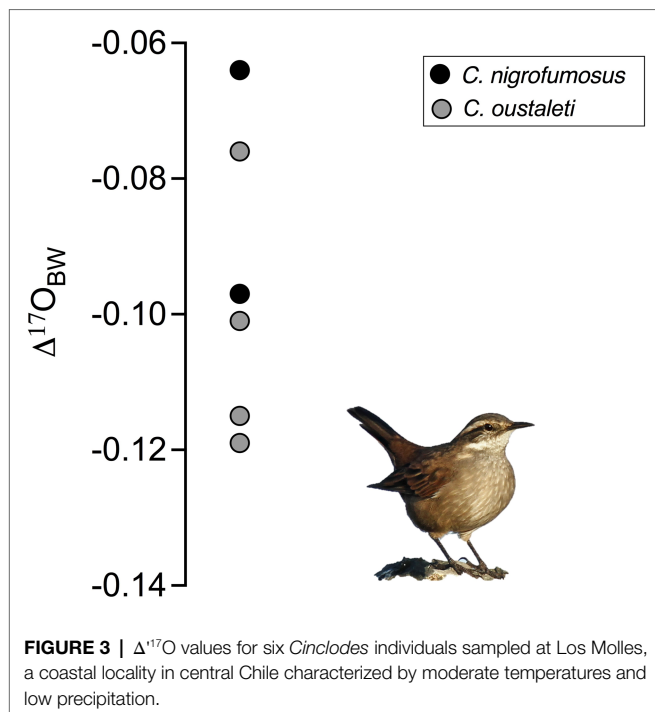 -0.06
-0.08
-0.10
-0.12
-0.14
Δ¹⁷O_BW
C. nigrofumosus
C. oustaleti
FIGURE 3 | Δ'¹⁷O values for six Cinclodes individuals sampled at Los Molles,
a coastal locality in central Chile characterized by moderate temperatures and
low precipitation.